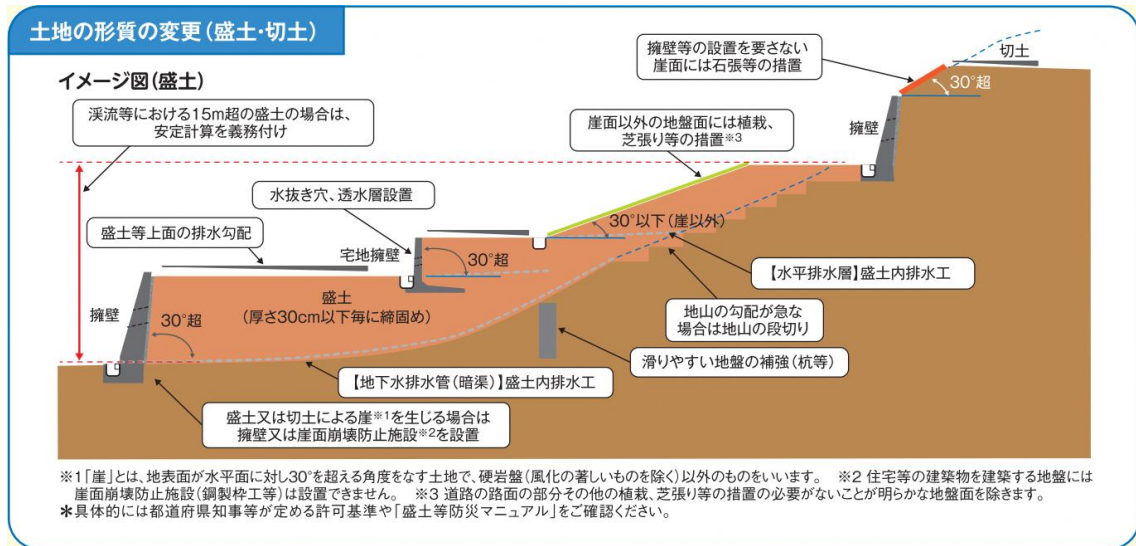 土地の形質の変更(盛土・切土)
イメージ図(盛土)
渓流等における15m超の盛土の場合は、
安定計算を義務付け
擁壁等の設置を要さない
崖面には石張等の措置
切土
30°超
擁壁
崖面以外の地盤面には植栽、
芝張り等の措置※3
水抜き穴、透水層設置
盛土等上面の排水勾配
宅地擁壁
30°超
30°以下(崖以外)
【水平排水層】盛土内排水工
擁壁
30°超
盛土
(厚さ30cm以下毎に締固め)
地山の勾配が急な
場合は地山の段切り
滑りやすい地盤の補強(杭等)
【地下水排水管(暗渠)】盛土内排水工
盛土又は切土による崖※1を生じる場合は
擁壁又は崖面崩壊防止施設※2を設置
※1「崖」とは、地表面が水平面に対し30°を超える角度をなす土地で、硬岩盤(風化の著しいものを除く)以外のものをいいます。 ※2 住宅等の建築物を建築する地盤には
崖面崩壊防止施設(鋼製枠工等)は設置できません。 ※3 道路の路面の部分その他の植栽、芝張り等の措置の必要がないことが明らかな地盤面を除きます。
＊具体的には都道府県知事等が定める許可基準や「盛土等防災マニュアル」をご確認ください。